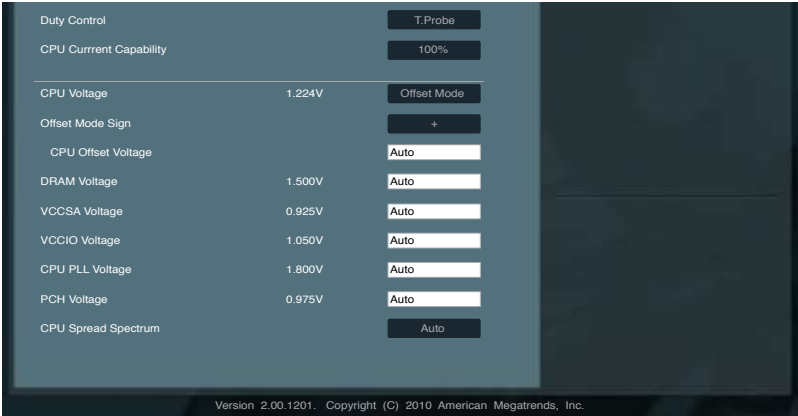 Duty Control T.Probe
CPU Currrent Capability 100%
CPU Voltage 1.224V Offset Mode
Offset Mode Sign +
CPU Offset Voltage Auto
DRAM Voltage 1.500V Auto
VCCSA Voltage 0.925V Auto
VCCIO Voltage 1.050V Auto
CPU PLL Voltage 1.800V Auto
PCH Voltage 0.975V Auto
CPU Spread Spectrum Auto
Version 2.00.1201. Copyright (C) 2010 American Megatrends, Inc.